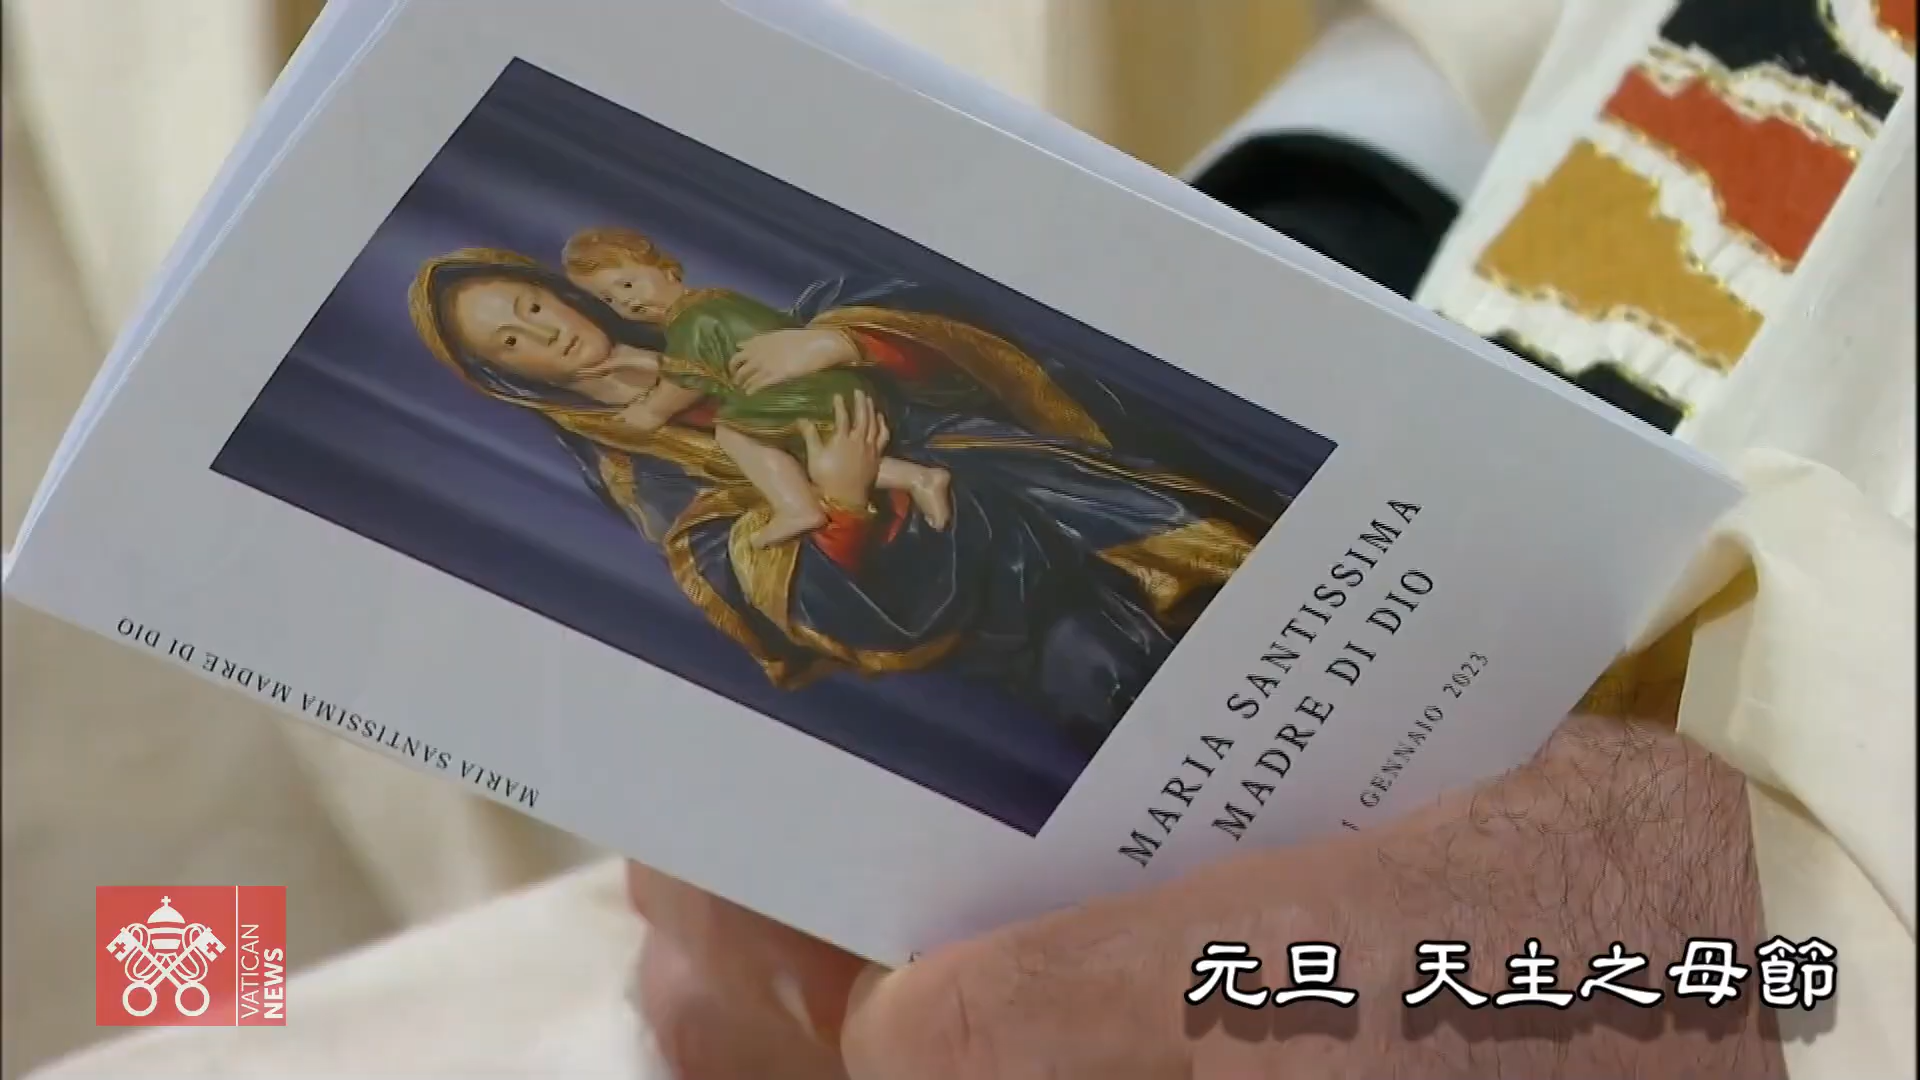 MARIA SANTISSIMA
MADRE DI DIO
1 GENNAIO 2023
MARIA SANTISSIMA MADRE DI DIO
VATICAN
NEWS
元旦 天主之母節